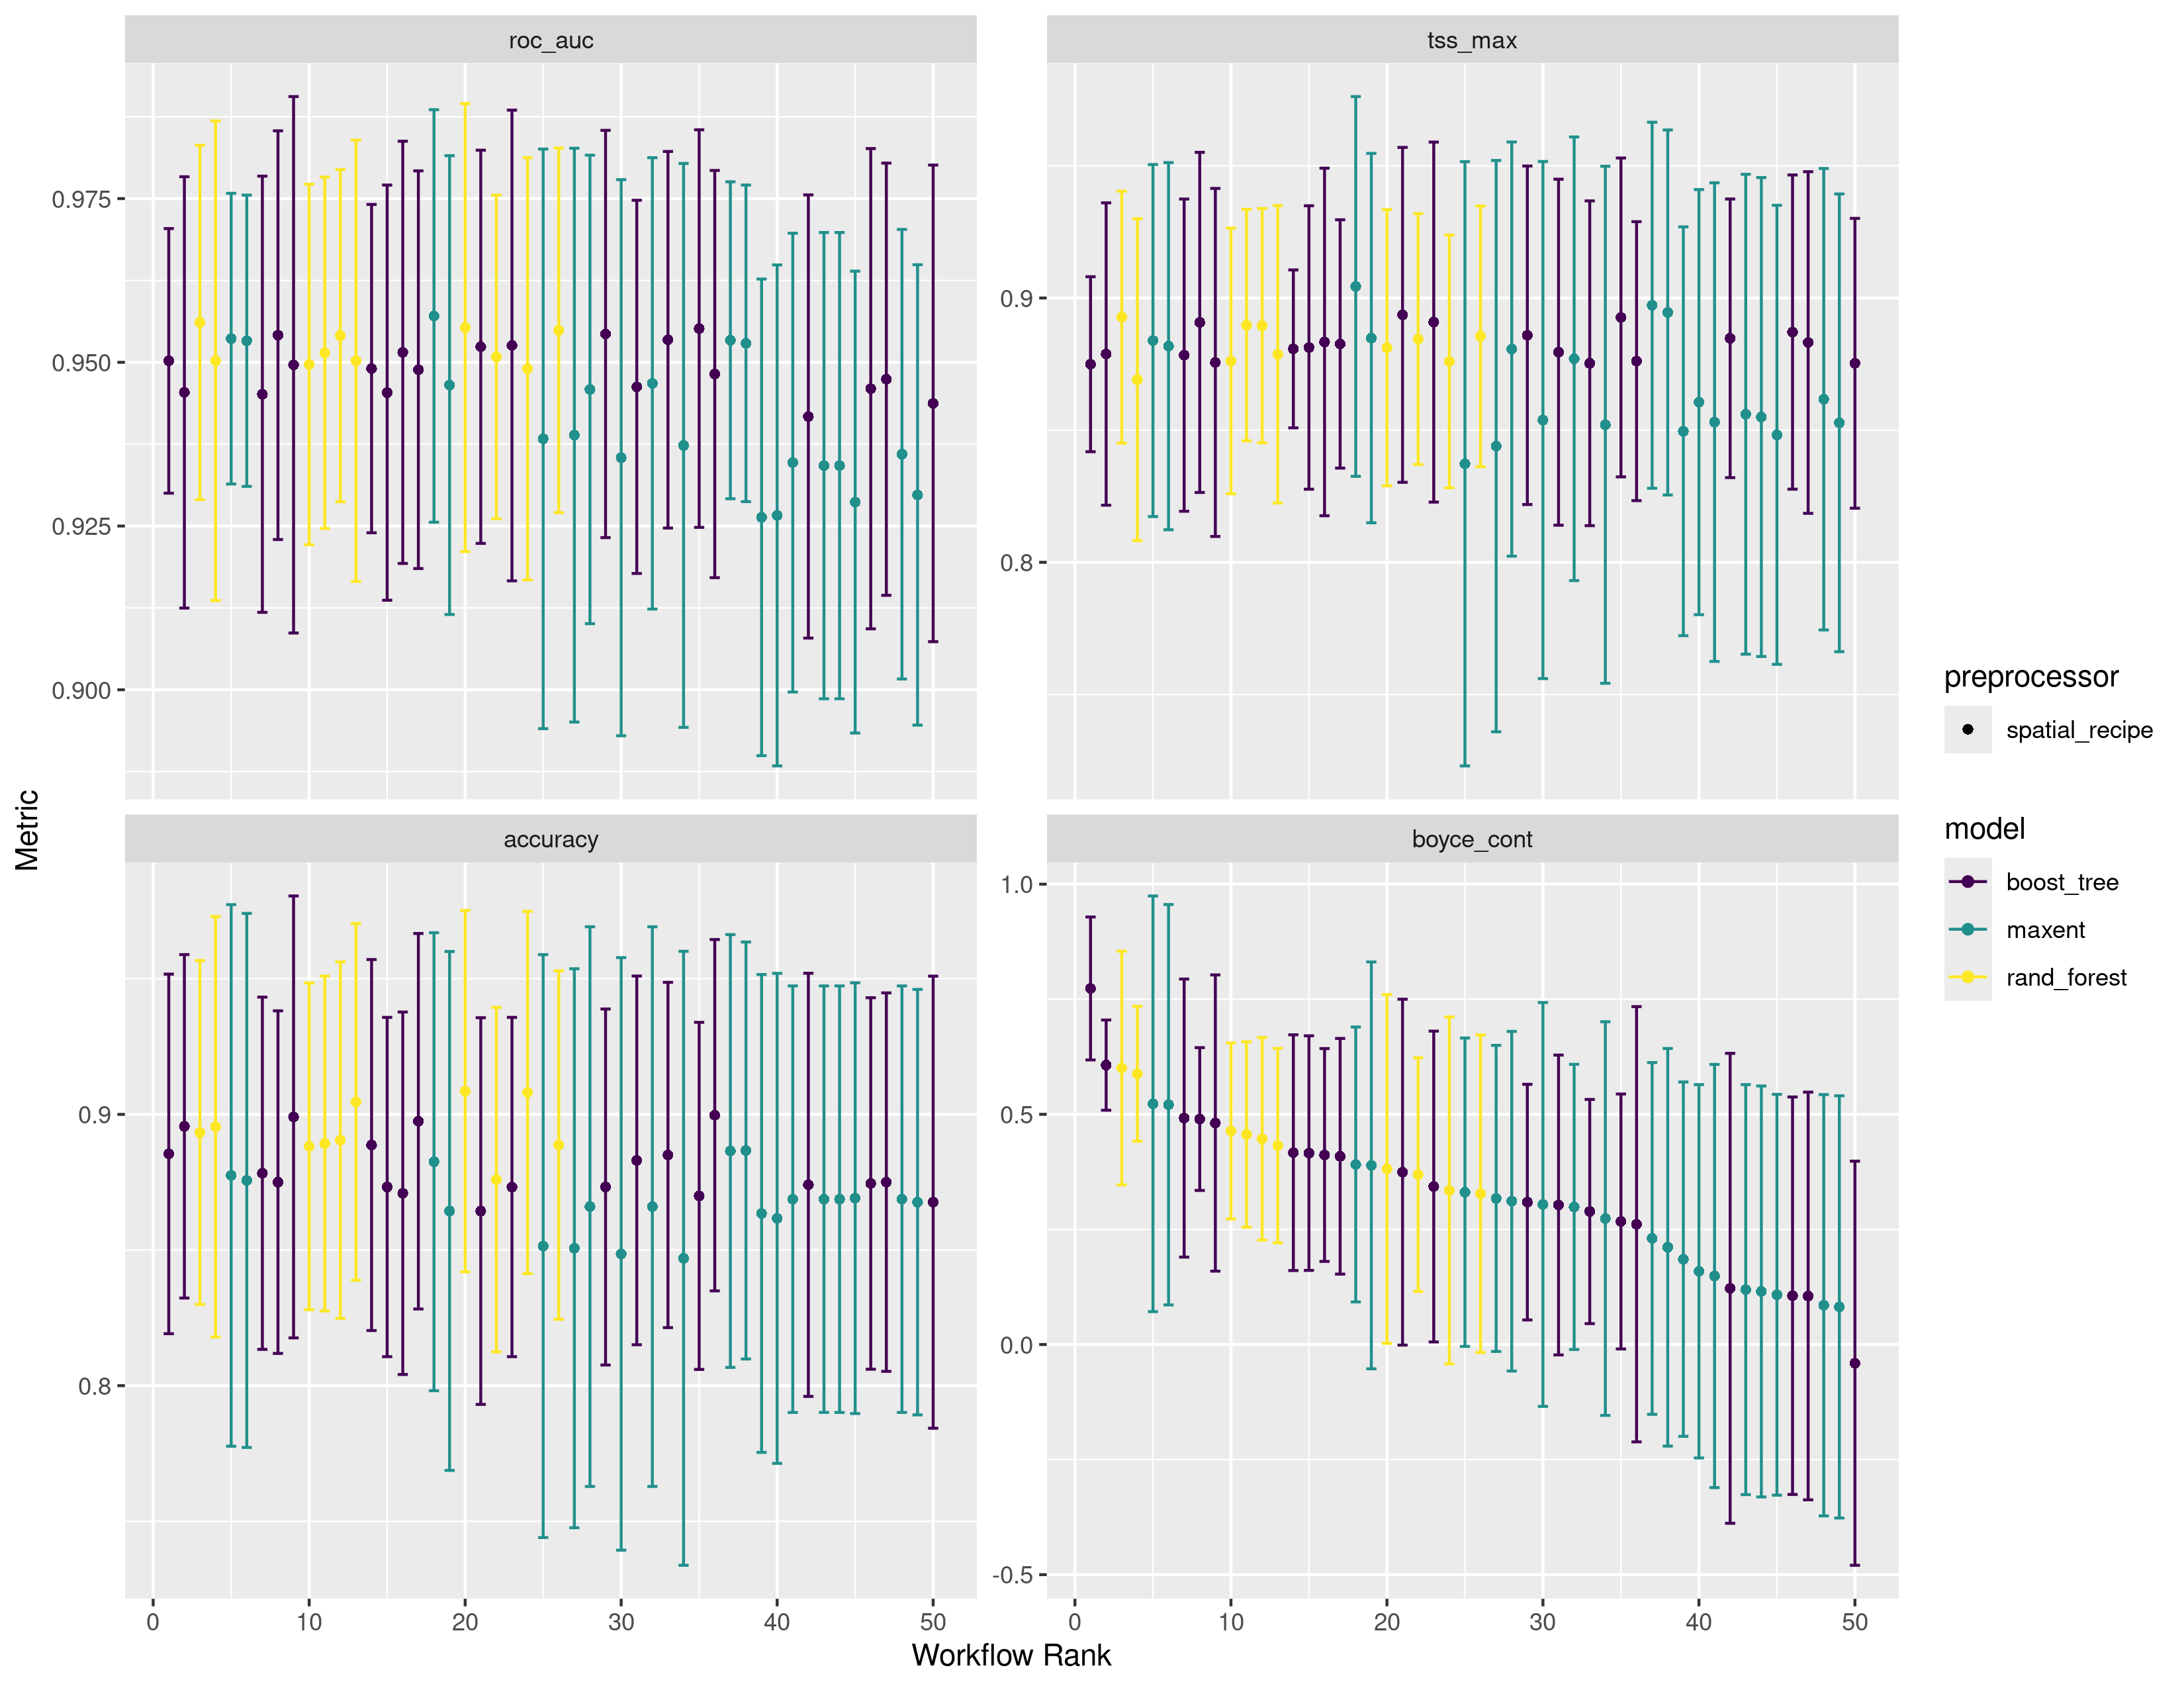 roc_auc
tss_max
0.975
0.950
0.925
0.900
0.9
0.8
accuracy
boyce_cont
0.9
0.8
1.0
0.5
0.0
-0.5
0 10 20 30 40 50
0 10 20 30 40 50
Workflow Rank
Metric
preprocessor
spatial_recipe
model
boost_tree
maxent
rand_forest